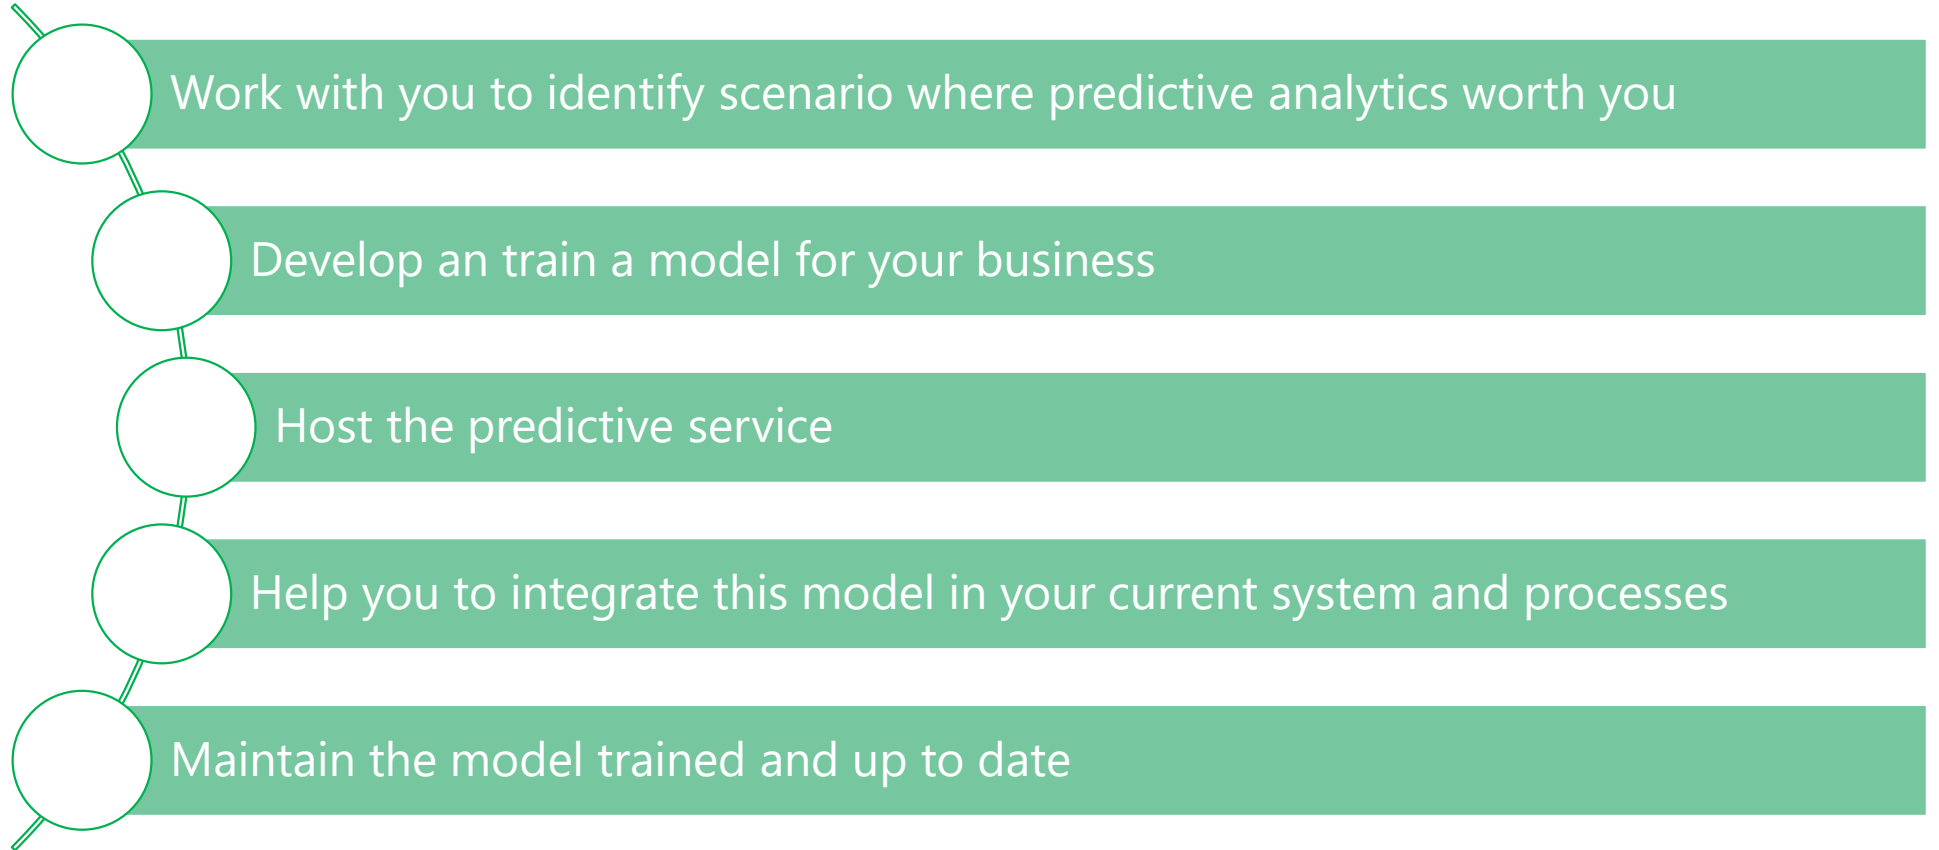 Work with you to identify scenario where predictive analytics worth you
Develop an train a model for your business
Host the predictive service
Help you to integrate this model in your current system and processes
Maintain the model trained and up to date